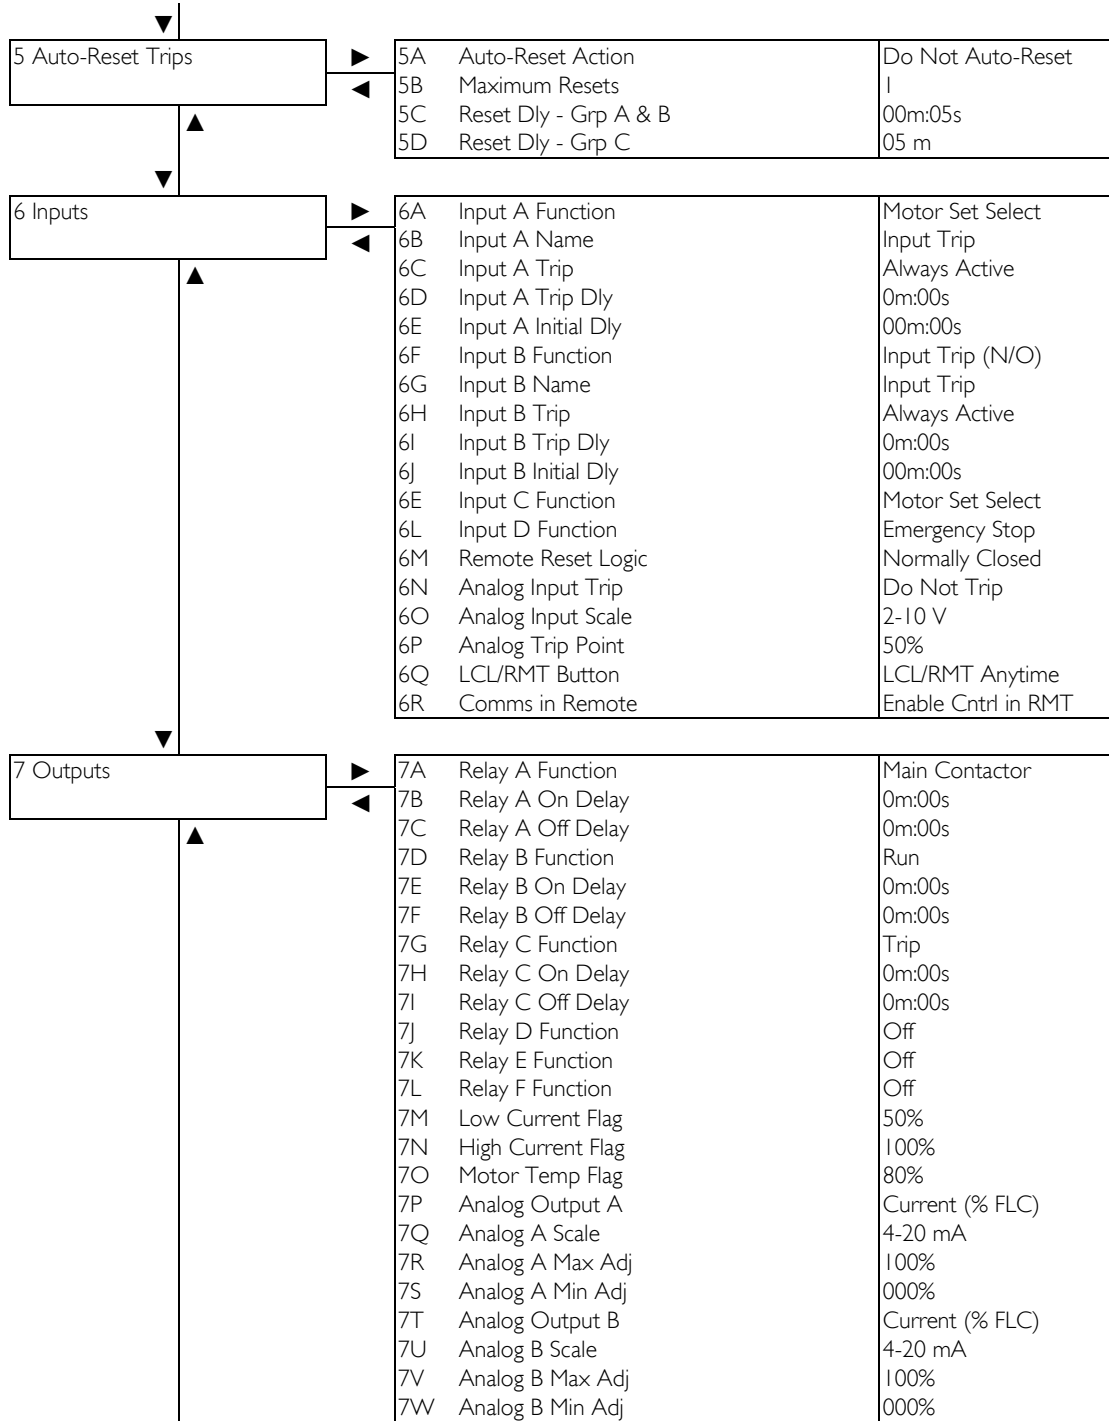 5 Auto-Reset Trips
5A Auto-Reset Action Do Not Auto-Reset
5B Maximum Resets 1
5C Reset Dly - Grp A & B 00m:05s
5D Reset Dly - Grp C 05 m
6 Inputs
6A Input A Function Motor Set Select
6B Input A Name Input Trip
6C Input A Trip Always Active
6D Input A Trip Dly 0m:00s
6E Input A Initial Dly 00m:00s
6F Input B Function Input Trip (N/O)
6G Input B Name Input Trip
6H Input B Trip Always Active
6I Input B Trip Dly 0m:00s
6J Input B Initial Dly 00m:00s
6E Input C Function Motor Set Select
6L Input D Function Emergency Stop
6M Remote Reset Logic Normally Closed
6N Analog Input Trip Do Not Trip
6O Analog Input Scale 2-10 V
6P Analog Trip Point 50%
6Q LCL/RMT Button LCL/RMT Anytime
6R Comms in Remote Enable Cntrl in RMT
7 Outputs
7A Relay A Function Main Contactor
7B Relay A On Delay 0m:00s
7C Relay A Off Delay 0m:00s
7D Relay B Function Run
7E Relay B On Delay 0m:00s
7F Relay B Off Delay 0m:00s
7G Relay C Function Trip
7H Relay C On Delay 0m:00s
7I Relay C Off Delay 0m:00s
7J Relay D Function Off
7K Relay E Function Off
7L Relay F Function Off
7M Low Current Flag 50%
7N High Current Flag 100%
7O Motor Temp Flag 80%
7P Analog Output A Current (% FLC)
7Q Analog A Scale 4-20 mA
7R Analog A Max Adj 100%
7S Analog A Min Adj 000%
7T Analog Output B Current (% FLC)
7U Analog B Scale 4-20 mA
7V Analog B Max Adj 100%
7W Analog B Min Adj 000%